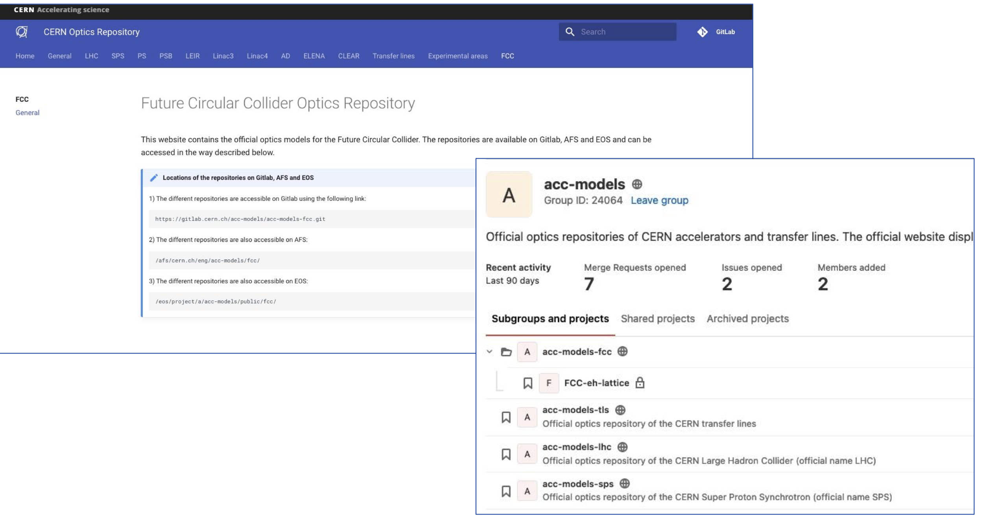 CERN Accelerating science
CERN Optics Repository
Search
GitLab
Home General LHC SPS PS PSB LEIR Linac3 Linac4 AD ELENA CLEAR Transfer lines Experimental areas FCC
FCC
General
Future Circular Collider Optics Repository
This website contains the official optics models for the Future Circular Collider. The repositories are available on Gitlab, AFS and EOS and can be
accessed in the way described below.
Locations of the repositories on Gitlab, AFS and EOS
1) The different repositories are accessible on Gitlab using the following link:
https://gitlab.cern.ch/acc-models/acc-models-fcc.git
2) The different repositories are also accessible on AFS:
/afs/cern.ch/eng/acc-models/fcc/
3) The different repositories are also accessible on EOS:
/eos/project/a/acc-models/public/fcc/
A
acc-models
Group ID: 24064 Leave group
Official optics repositories of CERN accelerators and transfer lines. The official website displ
Recent activity Merge Requests opened Issues opened Members added
Last 90 days 7 2 2
Subgroups and projects Shared projects Archived projects
A acc-models-fcc
F FCC-eh-lattice
A acc-models-tls
Official optics repository of the CERN transfer lines
A acc-models-lhc
Official optics repository of the CERN Large Hadron Collider (official name LHC)
A acc-models-sps
Official optics repository of the CERN Super Proton Synchrotron (official name SPS)